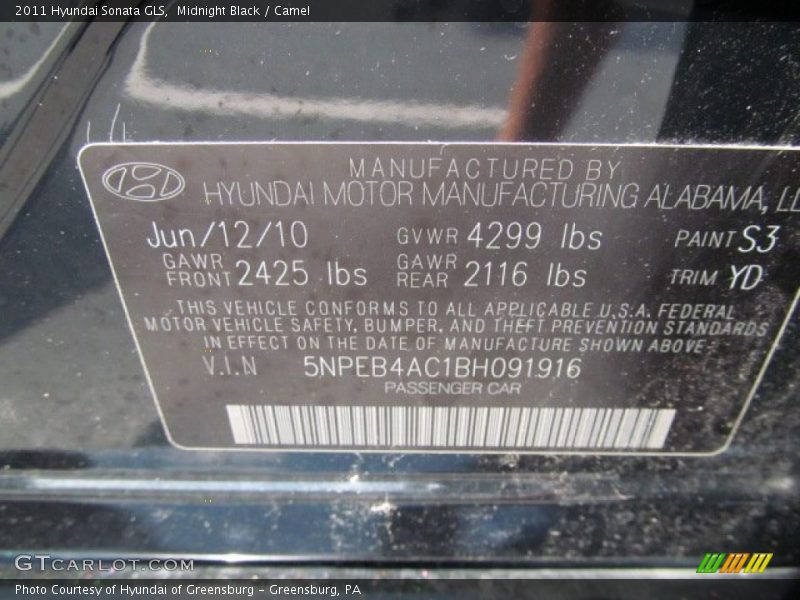 2011 Hyundai Sonata GLS, Midnight Black / Camel
MANUFACTURED BY
HYUNDAI MOTOR MANUFACTURING ALABAMA, LL
Jun/12/10 GVWR 4299 lbs PAINT S3
GAWR FRONT 2425 lbs GAWR REAR 2116 lbs TRIM YD
THIS VEHICLE CONFORMS TO ALL APPLICABLE U.S.A. FEDERAL
MOTOR VEHICLE SAFETY, BUMPER, AND THEFT PREVENTION STANDARDS
IN EFFECT ON THE DATE OF MANUFACTURE SHOWN ABOVE
V.I.N 5NPEB4AC1BH091916
PASSENGER CAR
GTCARLOT.COM
Photo Courtesy of Hyundai of Greensburg - Greensburg, PA